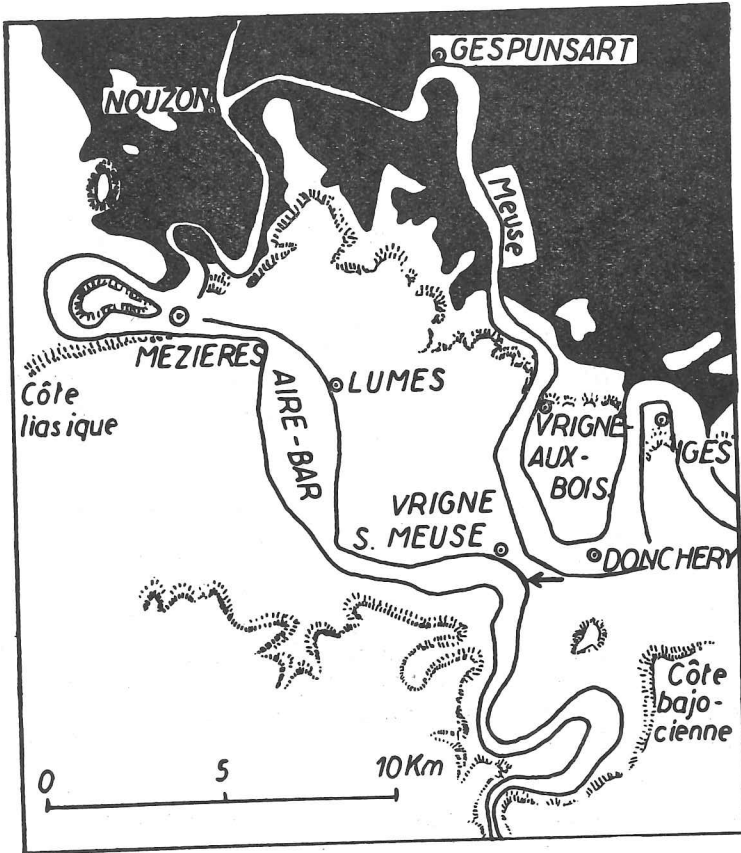 GESPUNSART
NOUZON
Meuse
MEZIERES
Côte
liasique
AIRE-BAR
LUMES
VRIGNE-
AUX-
BOIS.
IGES
VRIGNE
S. MEUSE
DONCHERY
Côte
bajo-
cienne
0 5 10 Km